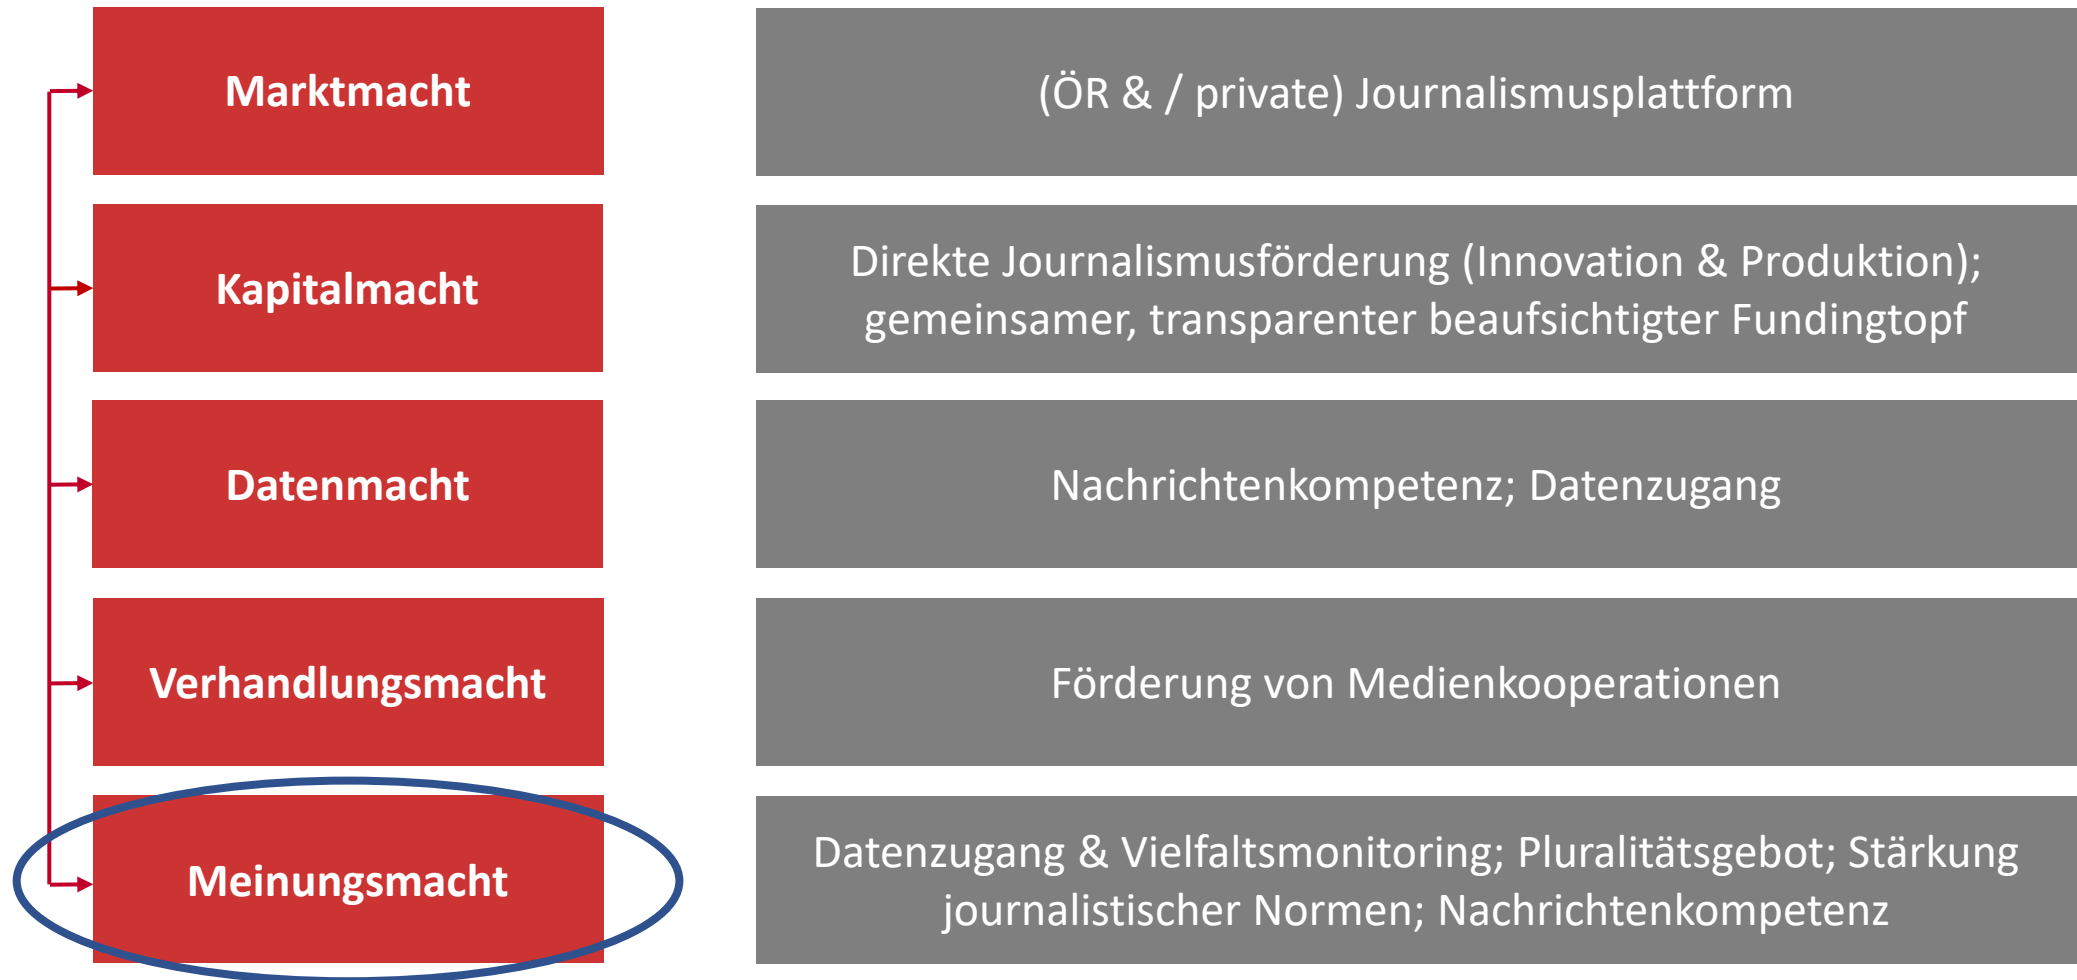 Marktmacht
(ÖR & / private) Journalismusplattform
Kapitalmacht
Direkte Journalismusförderung (Innovation & Produktion);
gemeinsamer, transparenter beaufsichtigter Fundingtopf
Datenmacht
Nachrichtenkompetenz; Datenzugang
Verhandlungsmacht
Förderung von Medienkooperationen
Meinungsmacht
Datenzugang & Vielfaltsmonitoring; Pluralitätsgebot; Stärkung
journalistischer Normen; Nachrichtenkompetenz